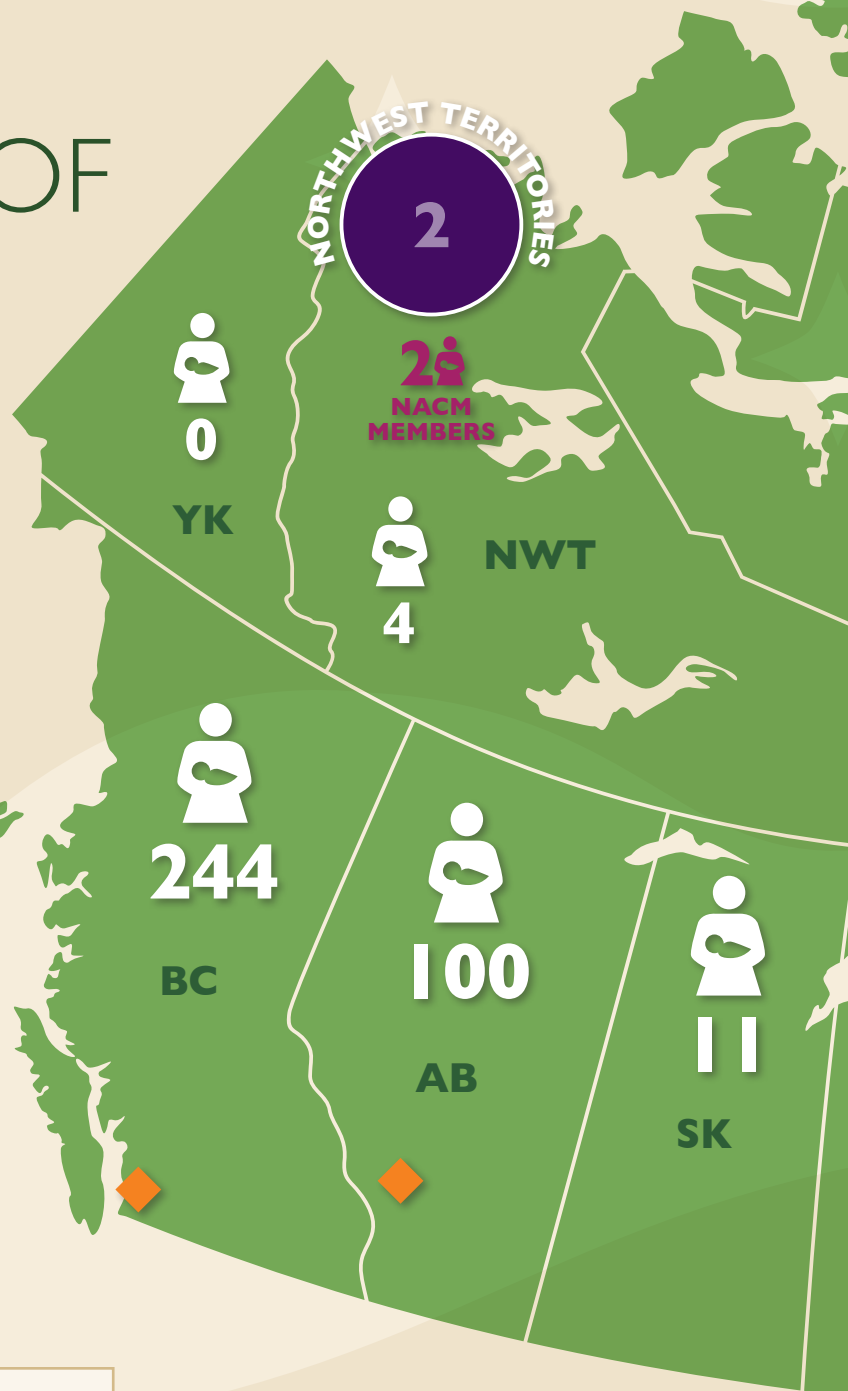 OF
NORTHWEST TERRITORIES
2
2
NACM
MEMBERS
0
YK
4
NWT
244
BC
100
AB
11
SK